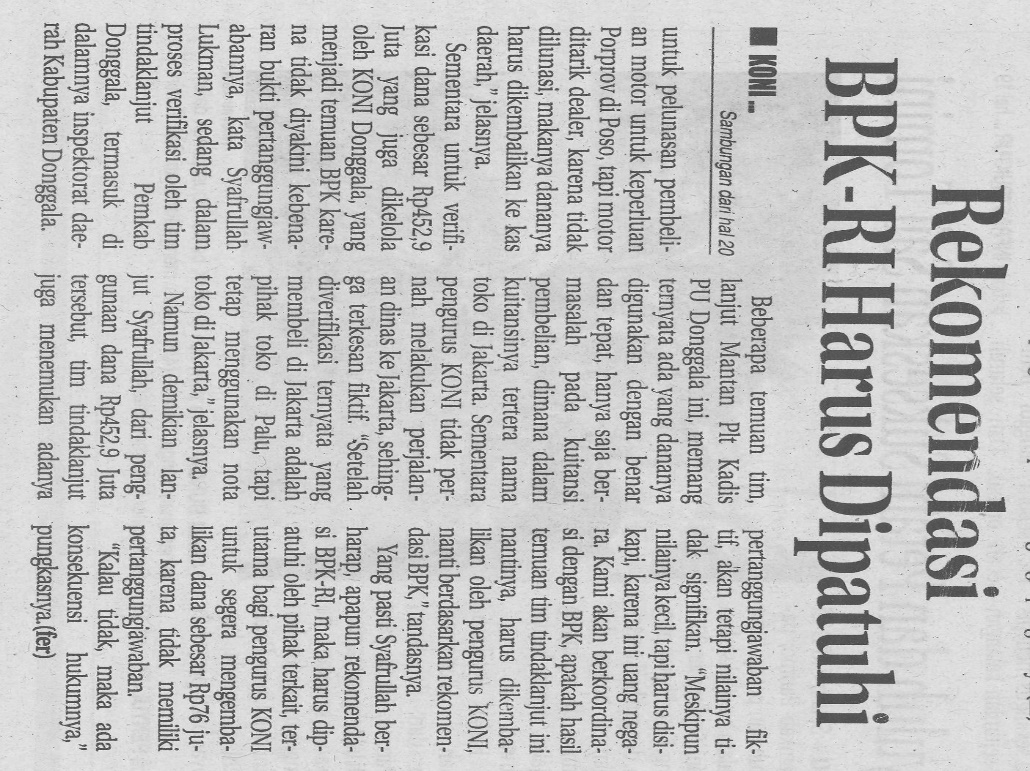 Rekomendasi
BPK-RI Harus Dipatuhi
■ KONI...
Sambungan dari hal 20
untuk pelunasan pembeli-
an motor untuk keperluan
Porprov di Poso, tapi motor
ditarik dealer, karena tidak
dilunasi, makanya dananya
harus dikembalikan ke kas
daerah,” jelasnya.
Sementara untuk verifi-
kasi dana sebesar Rp452,9
Juta yang juga dikelola
oleh KONI Donggala, yang
menjadi temuan BPK kare-
na tidak diyakini kebena-
ran bukti pertanggungjaw-
abannya, kata Syafrullah
Lukman, sedang dalam
proses verifikasi oleh tim
tindaklanjut Pemkab
Donggala, termasuk di
dalamnya inspektorat dae-
rah Kabupaten Donggala.
Beberapa temuan tim,
lanjut Mantan Plt Kadis
PU Donggala ini, memang
ternyata ada yang dananya
digunakan dengan benar
dan tepat, hanya saja ber-
masalah pada kuitansi
pembelian, dimana dalam
kuitansinya tertera nama
toko di Jakarta. Sementara
pengurus KONI tidak per-
nah melakukan perjalan-
an dinas ke Jakarta, sehing-
ga terkesan fiktif. “Setelah
diverifikasi ternyata yang
membeli di Jakarta adalah
pihak toko di Palu, tapi
tetap menggunakan nota
toko di Jakarta,” jelasnya.
Namun demikian lan-
jut Syafrullah, dari peng-
gunaan dana Rp452,9 Juta
tersebut, tim tindaklanjut
juga menemukan adanya
pertanggungjawaban fik-
tif, akan tetapi nilainya ti-
dak signifikan. “Meskipun
nilainya kecil, tapi harus disi-
kapi, karena ini uang nega-
ra. Kami akan berkoordina-
si dengan BPK, apakah hasil
temuan tim tindaklanjut ini
nantinya, harus dikemba-
likan oleh pengurus KONI,
nanti berdasarkan rekomen-
dasi BPK,” tandasnya.
Yang pasti Syafrullah ber-
harap, apapun rekomenda-
si BPK-RI, maka harus dip-
atuhi oleh pihak terkait, ter-
utama bagi pengurus KONI
untuk segera mengemba-
likan dana sebesar Rp76 ju-
ta, karena tidak memiliki
pertanggungjawaban.
“Kalau tidak, maka ada
konsekuensi hukumnya,”
pungkasnya.(fer)